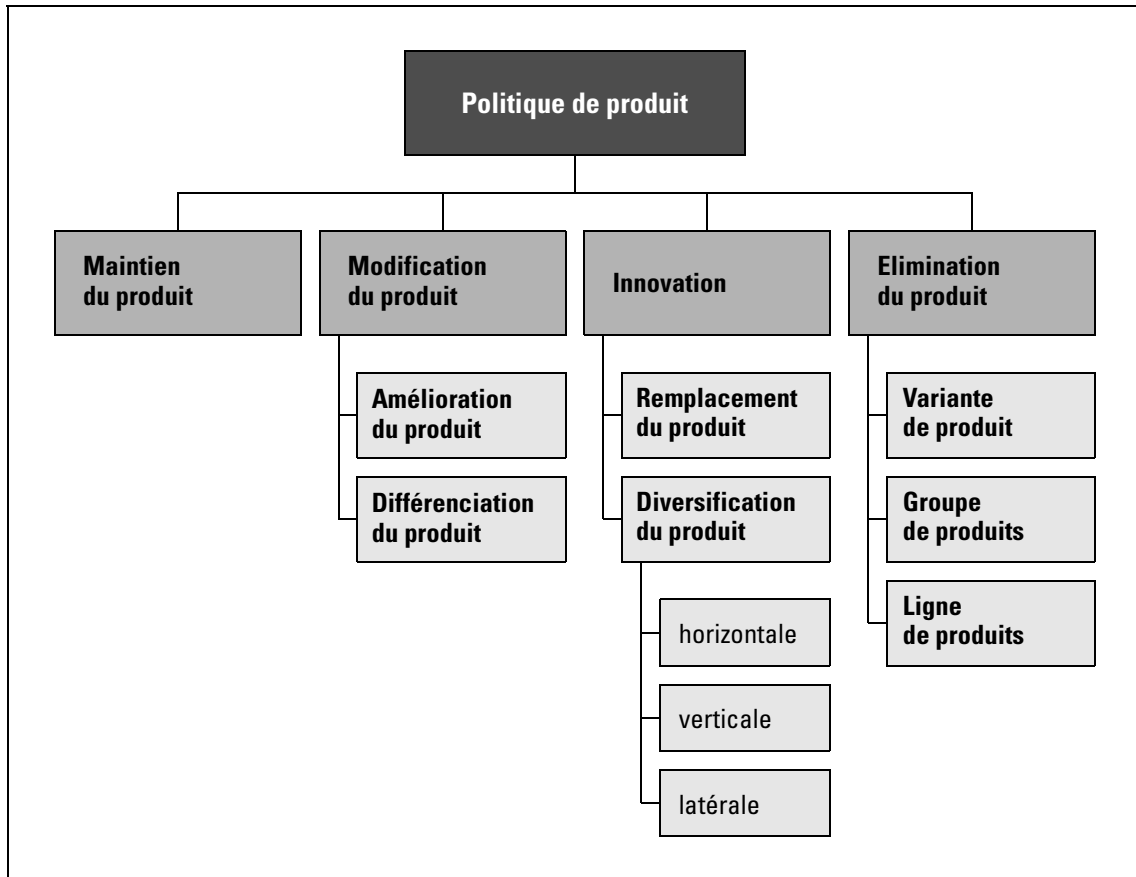 Politique de produit
Maintien
du produit
Modification
du produit
Innovation
Elimination
du produit
Amélioration
du produit
Différenciation
du produit
Remplacement
du produit
Diversification
du produit
horizontale
verticale
latérale
Variante
de produit
Groupe
de produits
Ligne
de produits